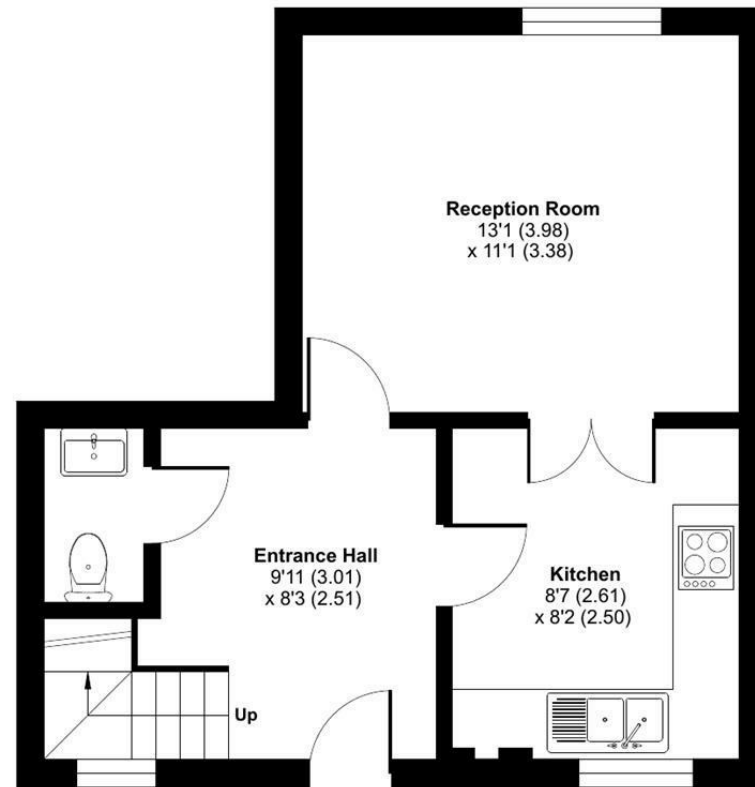 Reception Room
13'1 (3.98)
x 11'1 (3.38)
Entrance Hall
9'11 (3.01)
x 8'3 (2.51)
Kitchen
8'7 (2.61)
x 8'2 (2.50)
Up